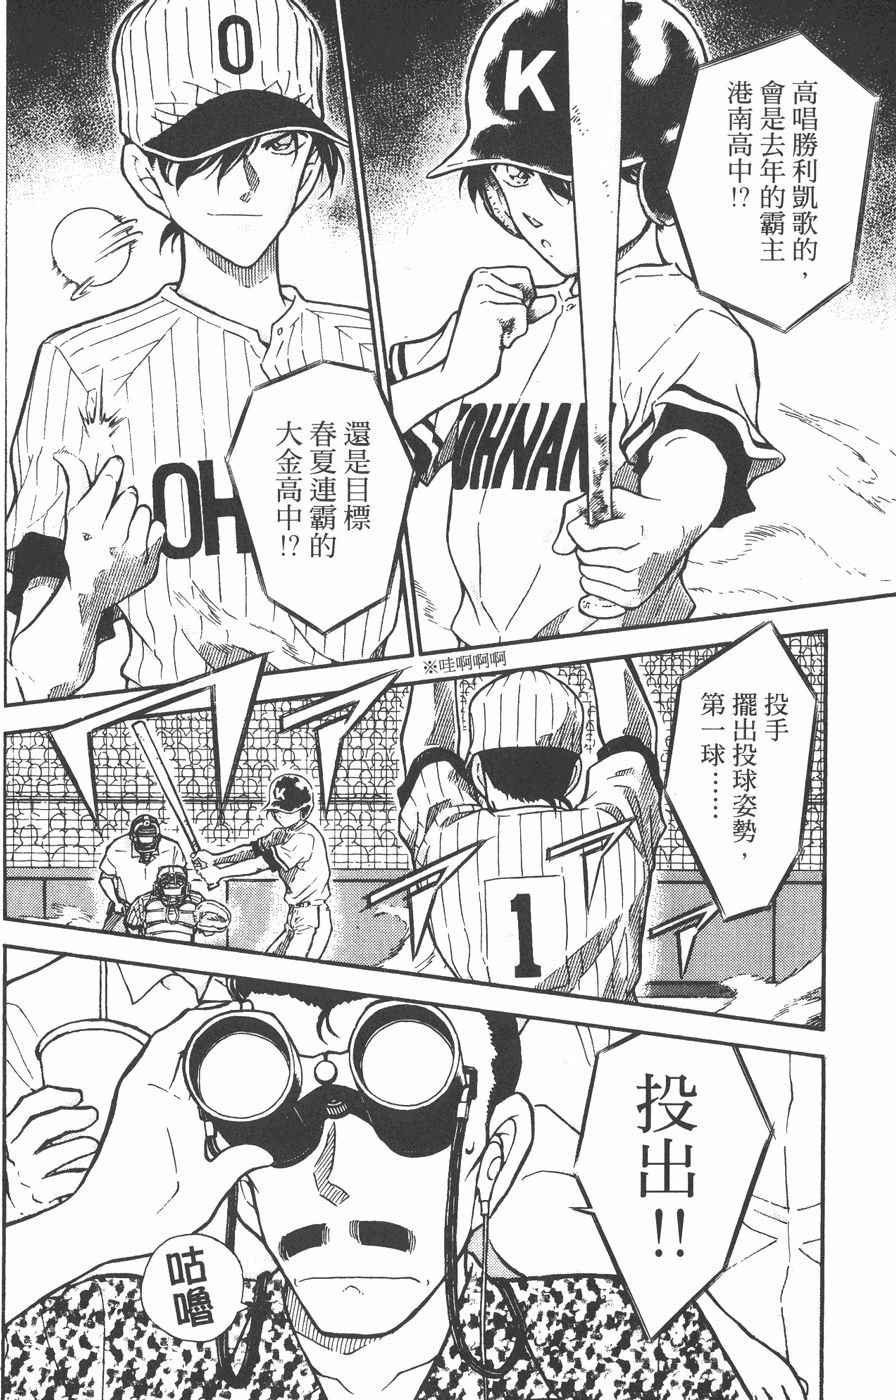 K
高唱勝利凱歌的，
會是去年的霸主
港南高中!?
KOHNAN
O
還是目標
春夏連霸的
大金高中!?
OH
※哇啊啊啊
投手
擺出投球姿勢，
第一球……
K
1
投出!!
咕嚕